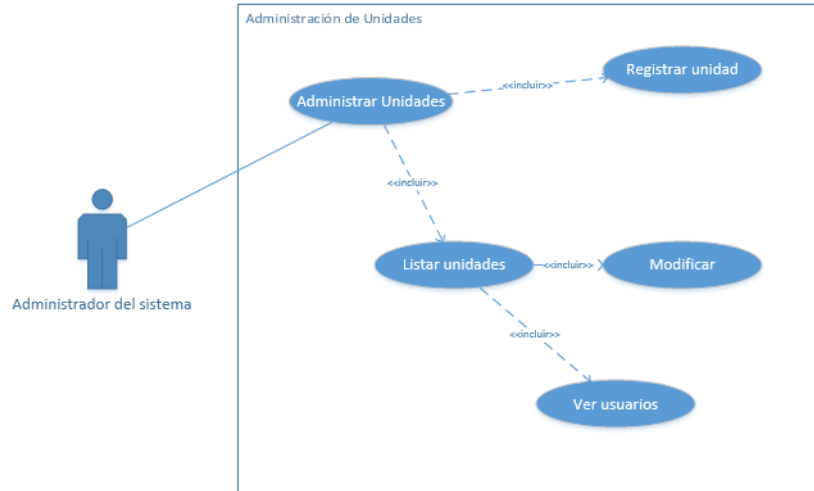 Administración de Unidades
Registrar unidad
<<incluir>>
Administrar Unidades
<<incluir>>
Listar unidades
<<incluir>>
Modificar
Administrador del sistema
<<incluir>>
Ver usuarios